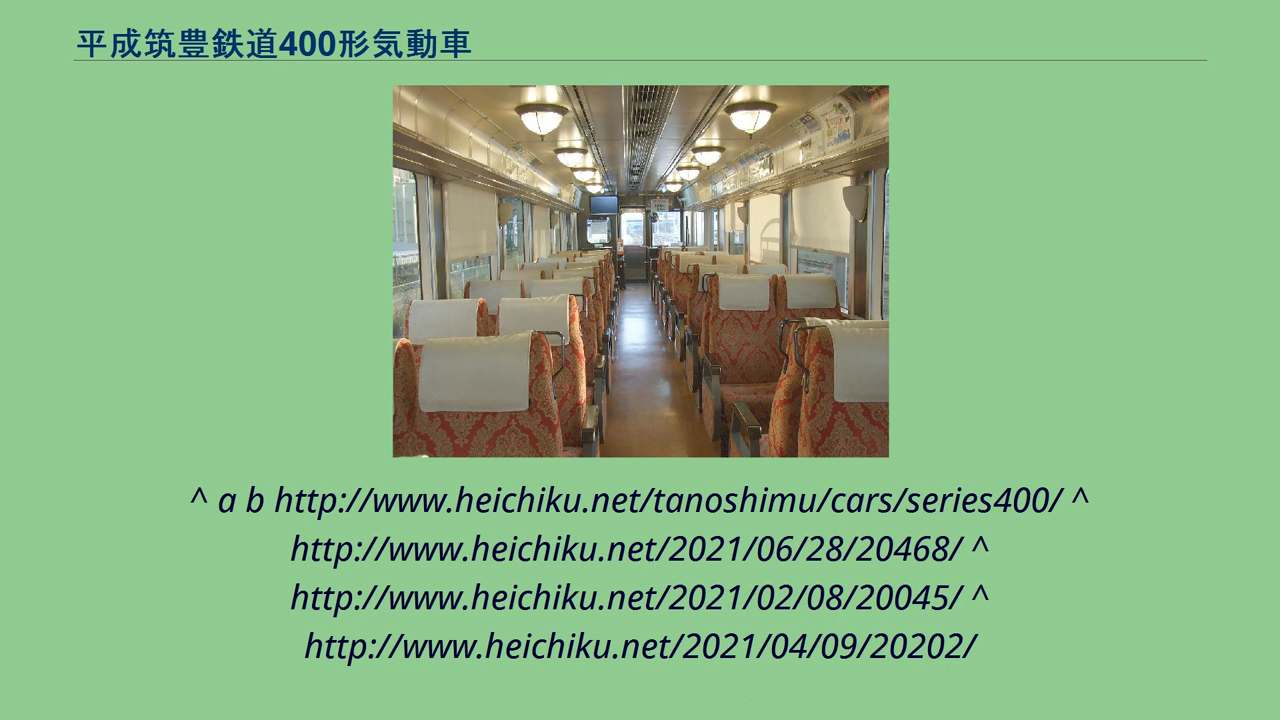 平成筑豊鉄道400形気動車
^ a b http://www.heichiku.net/tanoshimu/cars/series400/ ^
http://www.heichiku.net/2021/06/28/20468/ ^
http://www.heichiku.net/2021/02/08/20045/ ^
http://www.heichiku.net/2021/04/09/20202/